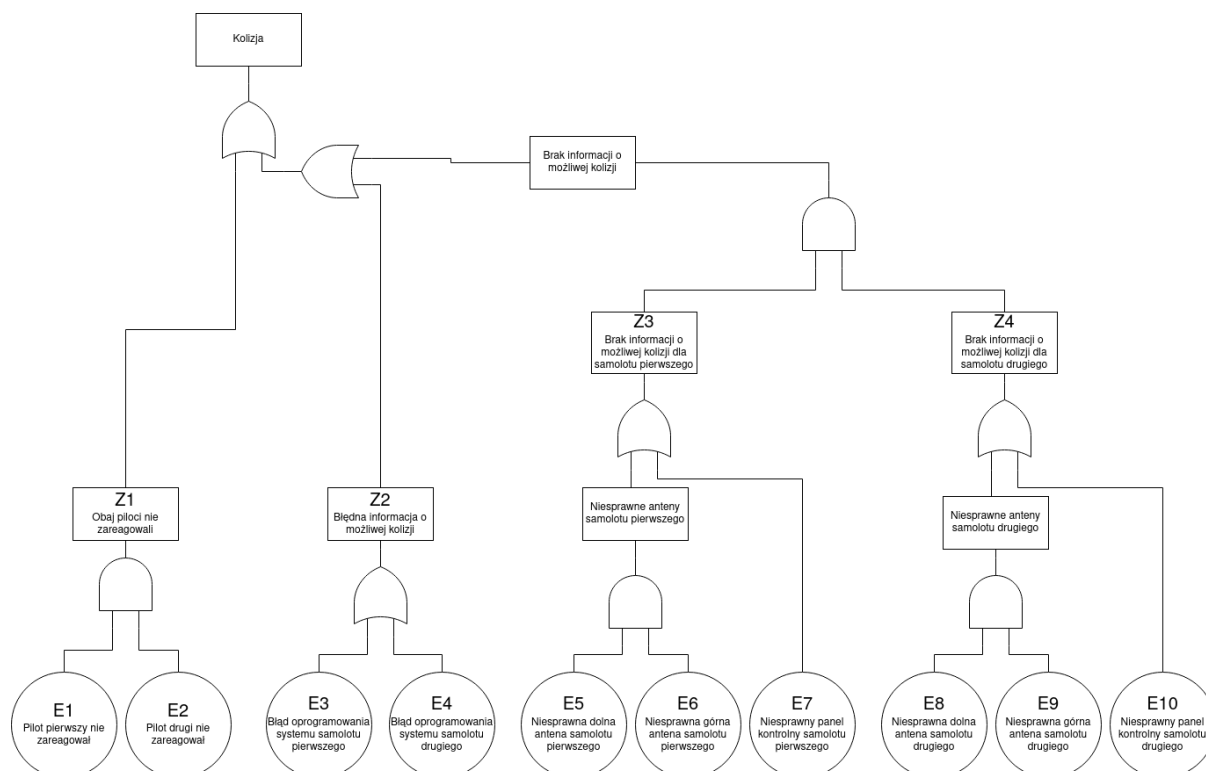 Kolizja
Brak informacji o
możliwej kolizji
Z3
Brak informacji o
możliwej kolizji dla
samolotu pierwszego
Z4
Brak informacji o
możliwej kolizji dla
samolotu drugiego
Z1
Obaj piloci nie
zareagowali
Z2
Błędna informacja o
możliwej kolizji
Niesprawne anteny
samolotu pierwszego
Niesprawne anteny
samolotu drugiego
E1
Pilot pierwszy nie
zareagował
E2
Pilot drugi nie
zareagował
E3
Błąd oprogramowania
systemu samolotu
pierwszego
E4
Błąd oprogramowania
systemu samolotu
drugiego
E5
Niesprawna dolna
antena samolotu
pierwszego
E6
Niesprawna górna
antena samolotu
pierwszego
E7
Niesprawny panel
kontrolny samolotu
pierwszego
E8
Niesprawna dolna
antena samolotu
drugiego
E9
Niesprawna górna
antena samolotu
drugiego
E10
Niesprawny panel
kontrolny samolotu
drugiego